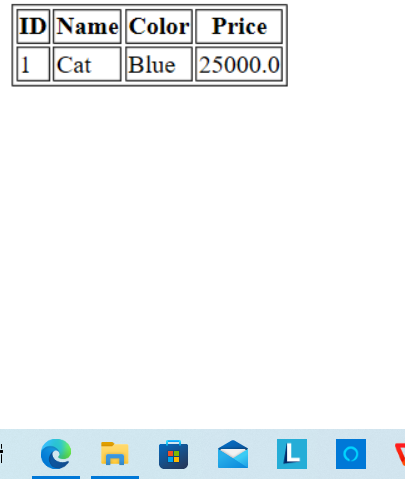 ID Name Color Price
1 Cat Blue 25000.0
L